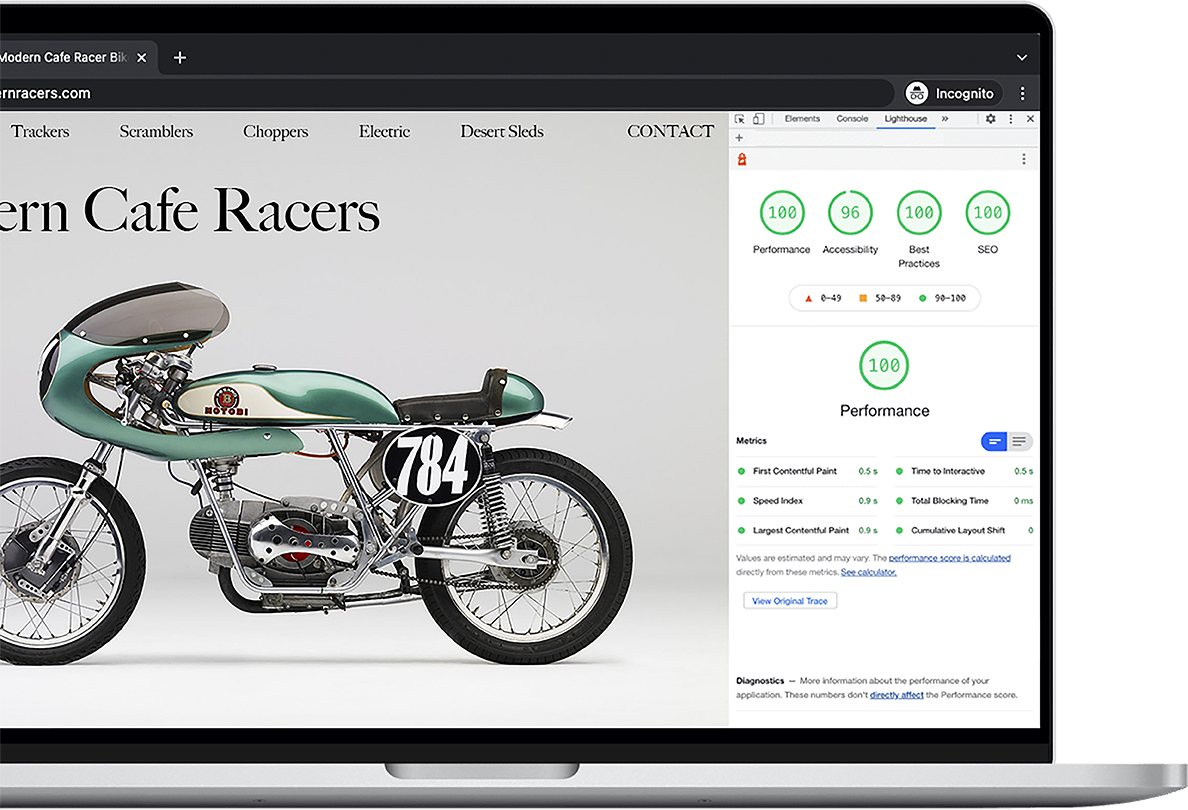 Modern Cafe Racer Bik
ernracers.com
Incognito
Trackers Scramblers Choppers Electric Desert Sleds CONTACT
ern Cafe Racers
MOTOBI
B
784
Elements Console Lighthouse »
100 96 100 100
Performance Accessibility Best Practices SEO
0–49 50–89 90–100
100
Performance
Metrics
First Contentful Paint 0.5 s
Time to Interactive 0.5 s
Speed Index 0.9 s
Total Blocking Time 0 ms
Largest Contentful Paint 0.9 s
Cumulative Layout Shift 0
Values are estimated and may vary. The performance score is calculated
directly from these metrics. See calculator.
View Original Trace
Diagnostics — More information about the performance of your
application. These numbers don't directly affect the Performance score.